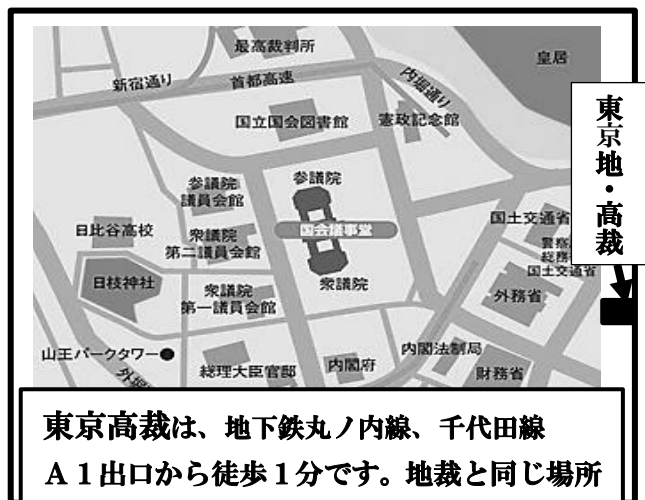 最高裁判所
皇居
新宿通り
首都高速
内堀通り
国立国会図書館
憲政記念館
東京地・高裁
参議院
議員会館
参議院
日比谷高校
衆議院
第二議員会館
国会議事堂
国土交通省
警察
総務
国土交通省
日枝神社
衆議院
衆議院
第一議員会館
外務省
山王パークタワー●
内閣法制局
総理大臣官邸
内閣府
財務省
外堀
東京高裁は、地下鉄丸ノ内線、千代田線
A1出口から徒歩1分です。地裁と同じ場所